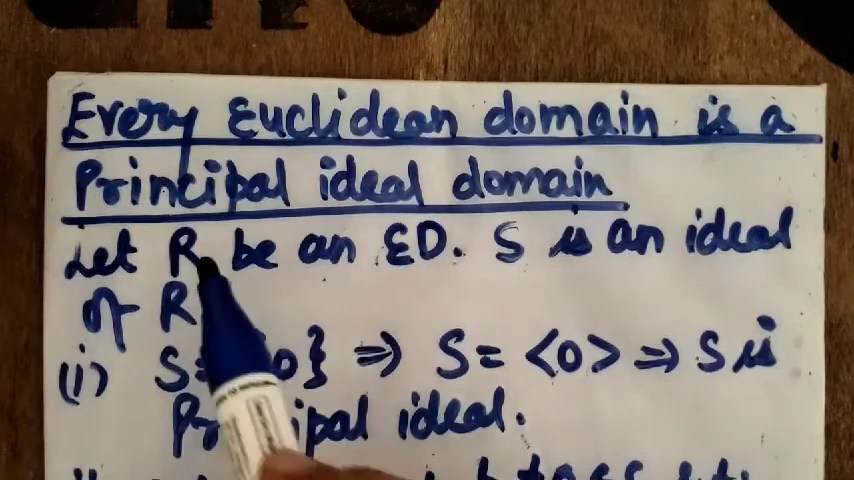 Every Euclidean domain is a
Principal ideal domain
Let R be an ED. S is an ideal
of R
(i) S= {0} ⇒ S= <0> ⇒ S is
Principal ideal.